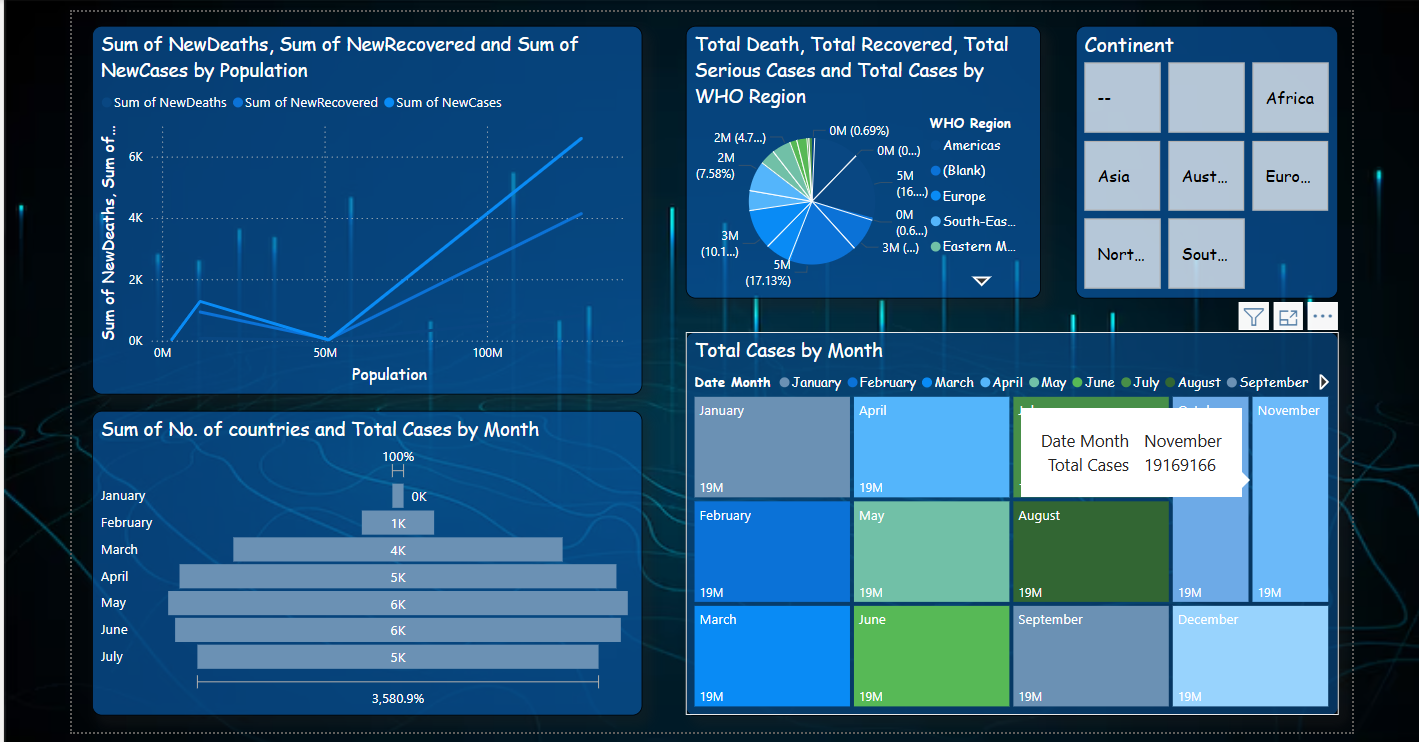 Sum of NewDeaths, Sum of NewRecovered and Sum of
NewCases by Population
Sum of NewDeaths Sum of NewRecovered Sum of NewCases
Sum of NewDeaths, Sum of ...
6K
4K
2K
0K
0M 50M 100M
Population
Total Death, Total Recovered, Total
Serious Cases and Total Cases by
WHO Region
0M (0.69%)
0M (0...)
5M
(16....)
0M
(0.6...)
3M (...)
5M
(17.13%)
3M
(10.1...)
2M
(7.58%)
2M (4.7...)
WHO Region
Americas
(Blank)
Europe
South-Eas...
Eastern M...
Continent
--
Africa
Asia
Aust...
Euro...
Nort...
Sout...
Sum of No. of countries and Total Cases by Month
100%
January 0K
February 1K
March 4K
April 5K
May 6K
June 6K
July 5K
3,580.9%
Total Cases by Month
Date Month January February March April May June July August September
January
19M
February
19M
March
19M
April
19M
May
19M
June
19M
August
19M
September
19M
19M
November
19M
December
19M
Date Month November
Total Cases 19169166